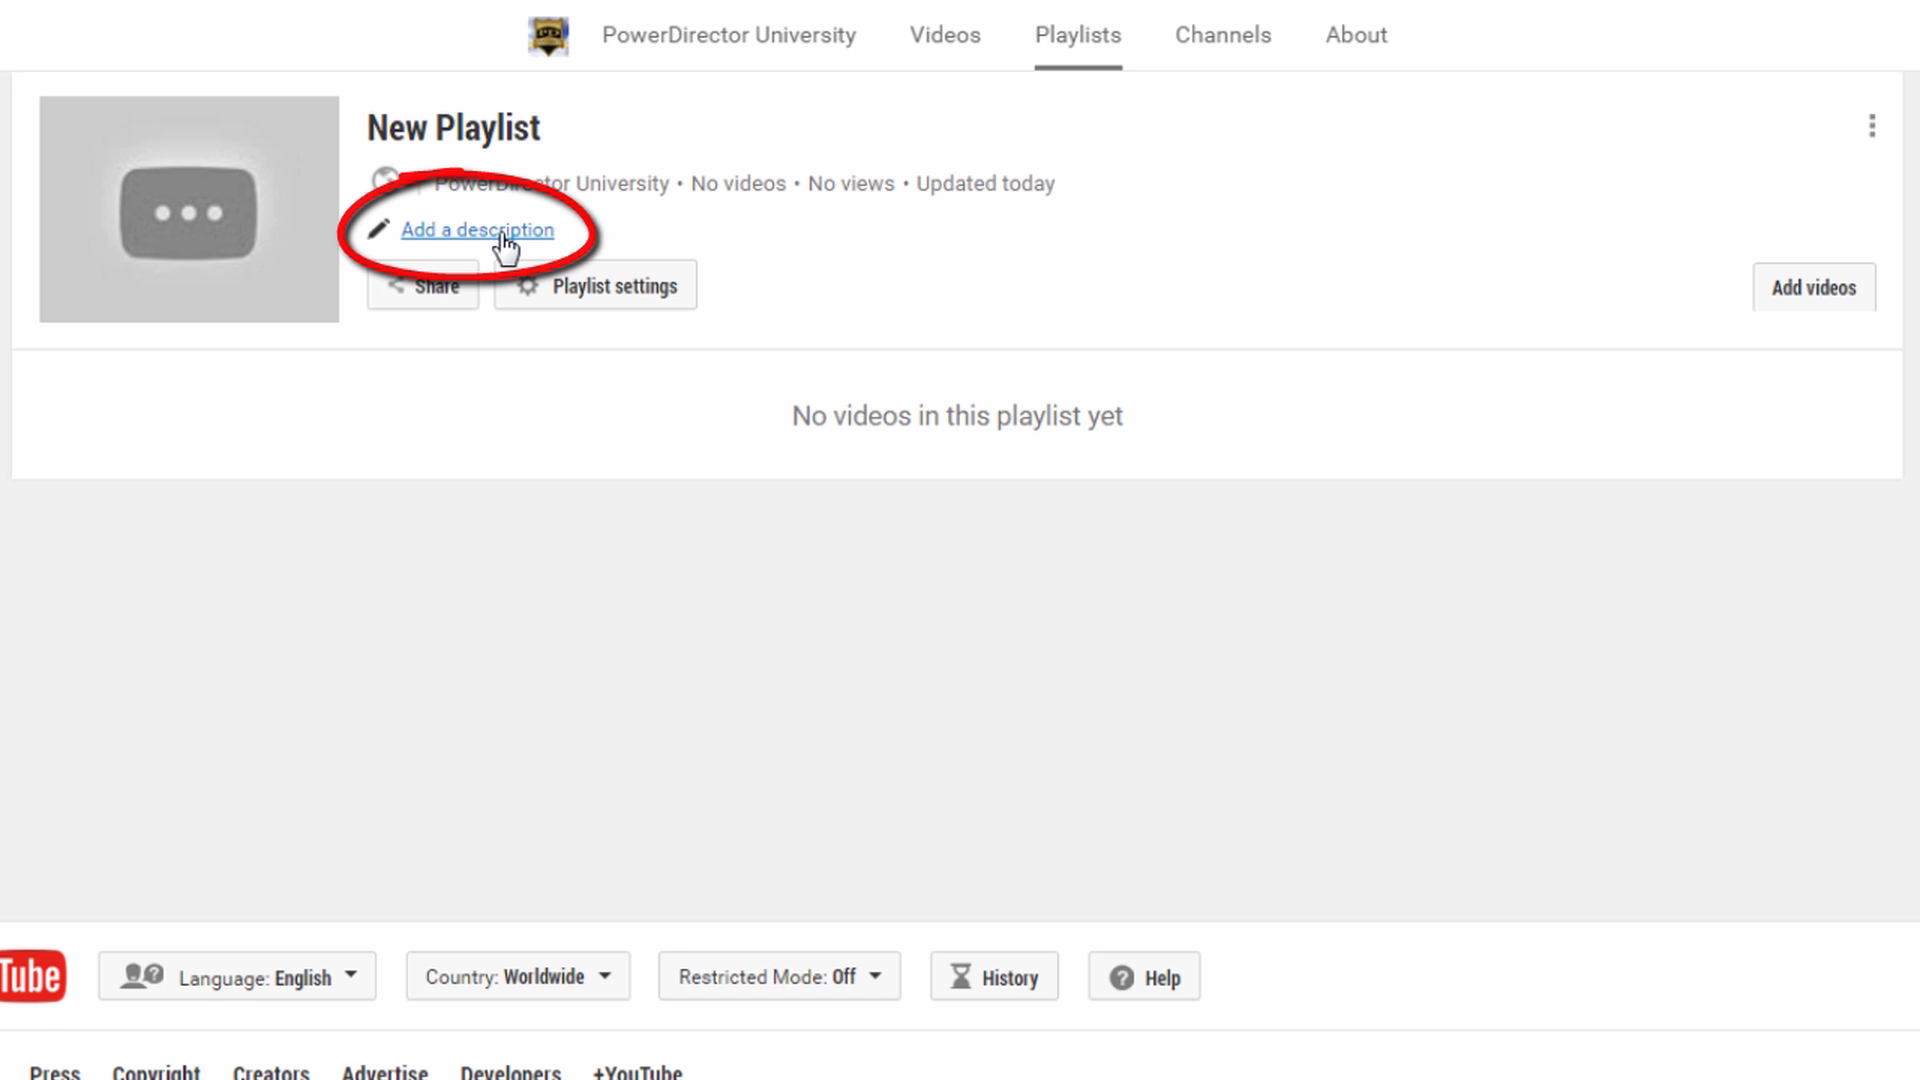 PowerDirector University Videos Playlists Channels About
New Playlist
PowerDirector University • No videos • No views • Updated today
Add a description
Share Playlist settings Add videos
No videos in this playlist yet
Tube Language: English Country: Worldwide Restricted Mode: Off History Help
Press Copyright Creators Advertise Developers +YouTube